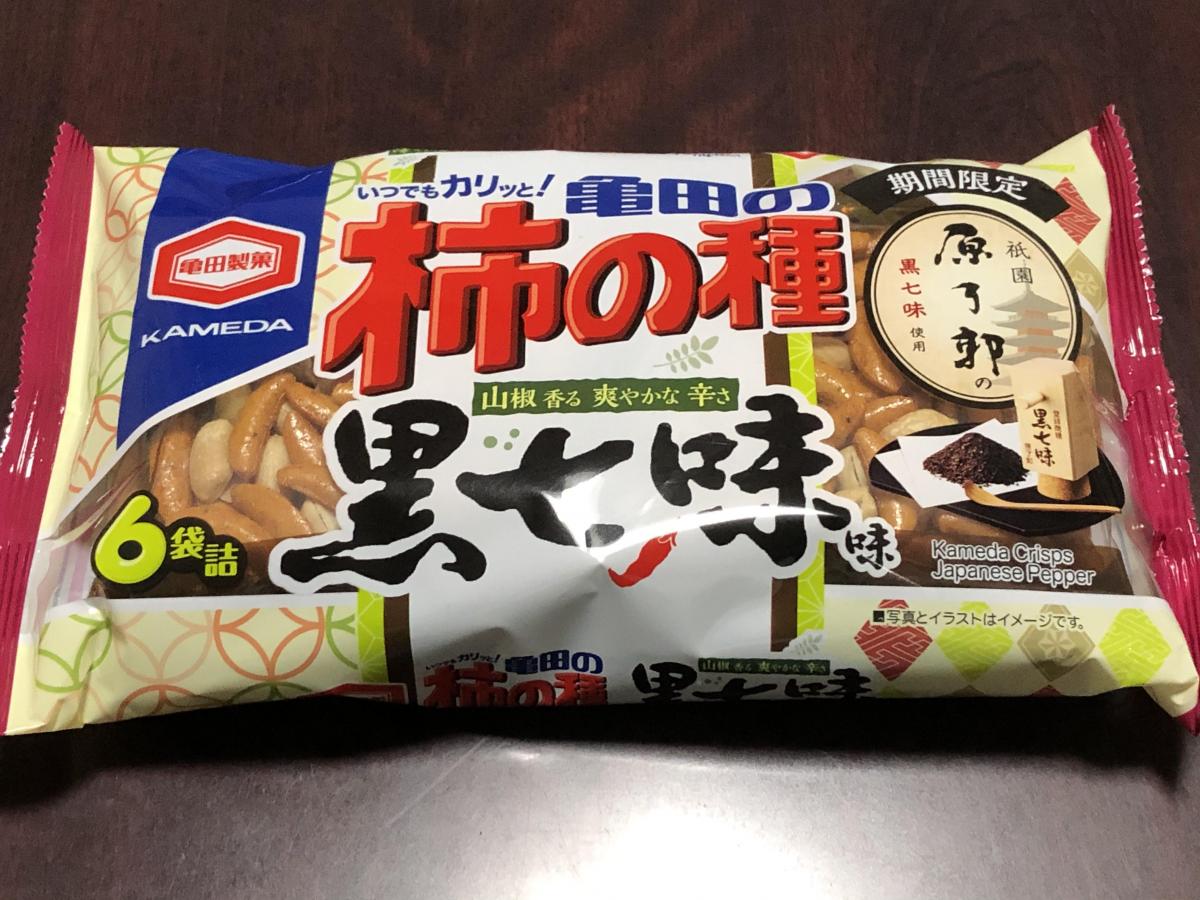 いつでもカリッと!
亀田の
柿の種
亀田製菓
KAMEDA
山椒香る 爽やかな辛さ
黒七味
味
6袋詰
期間限定
祇園
原了郭の
黒七味
使用
黒七味
Kameda Crisps
Japanese Pepper
■写真とイラストはイメージです。
いつでもカリッと!
亀田の
柿の種
山椒香る 爽やかな辛さ
黒七味